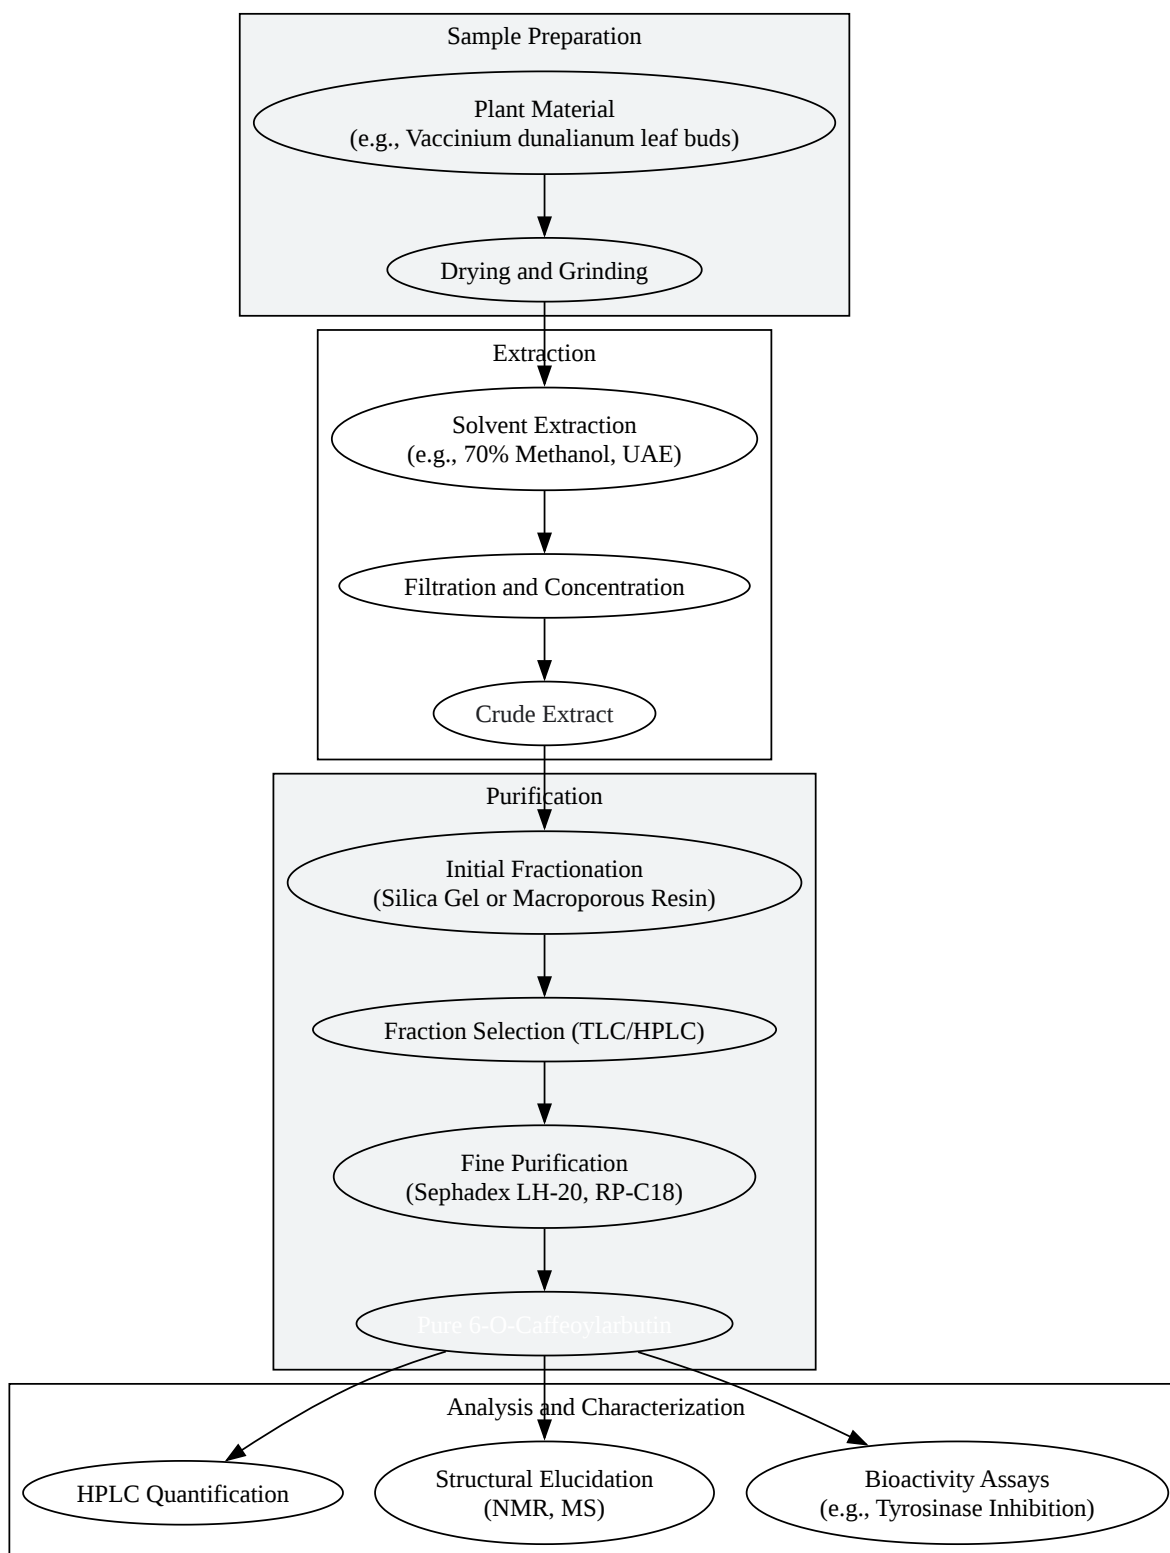 Sample Preparation
Plant Material
(e.g., Vaccinium dunalianum leaf buds)
Drying and Grinding
Extraction
Solvent Extraction
(e.g., 70% Methanol, UAE)
Filtration and Concentration
Crude Extract
Purification
Initial Fractionation
(Silica Gel or Macroporous Resin)
Fraction Selection (TLC/HPLC)
Fine Purification
(Sephadex LH-20, RP-C18)
Pure 6-O-Caffeoylarbutin
Analysis and Characterization
HPLC Quantification
Structural Elucidation
(NMR, MS)
Bioactivity Assays
(e.g., Tyrosinase Inhibition)